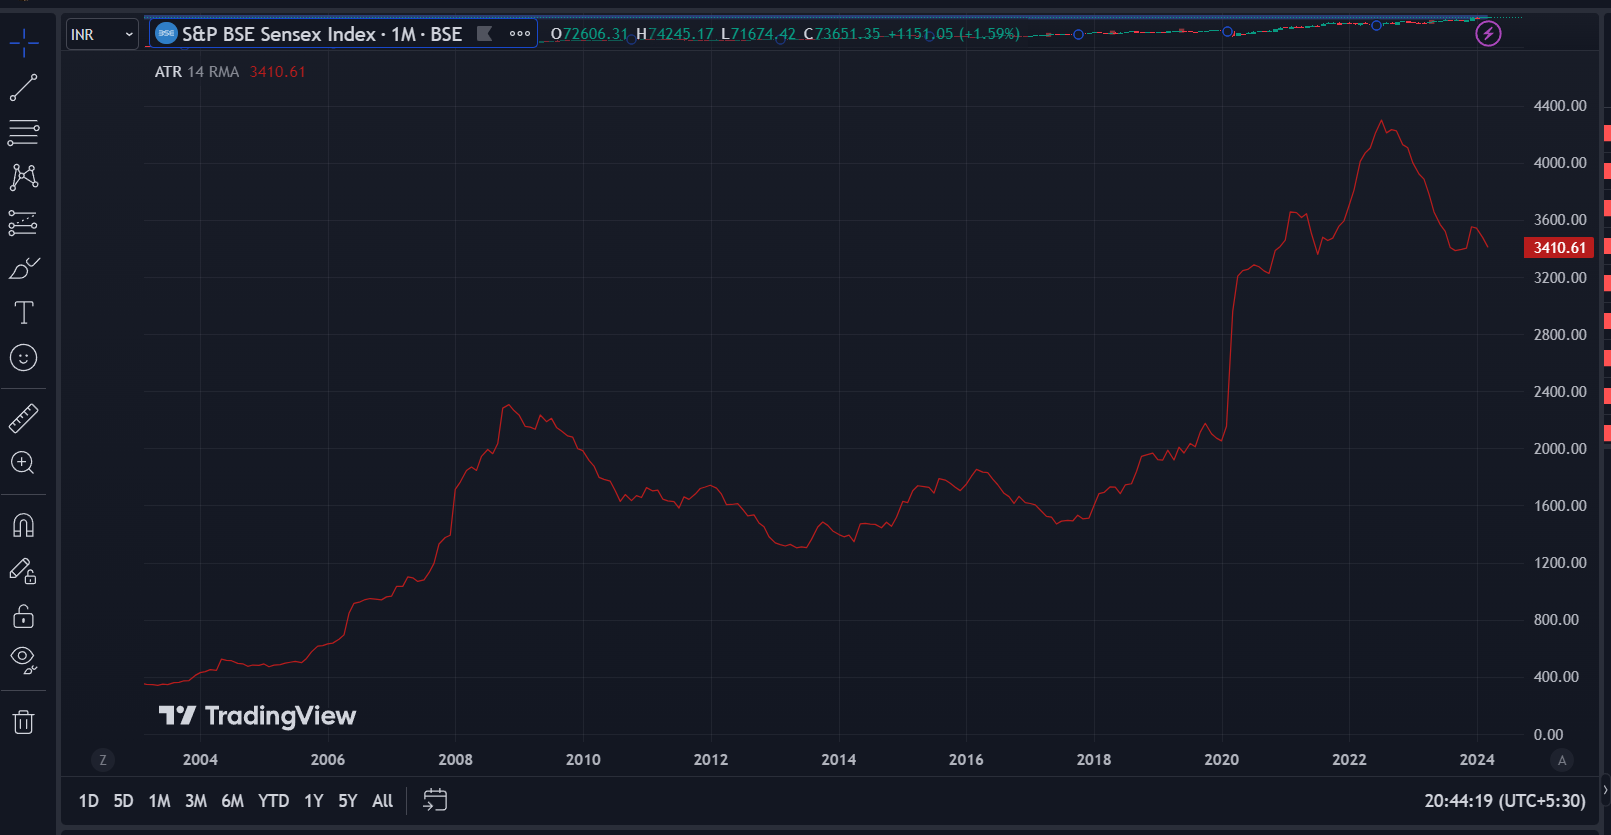 INR
BSE S&P BSE Sensex Index · 1M · BSE O72606.31 H74245.17 L71674.42 C73651.35 +1151.05 (+1.59%)
ATR 14 RMA 3410.61
4400.00
4000.00
3600.00
3410.61
3200.00
2800.00
2400.00
2000.00
1600.00
1200.00
800.00
400.00
0.00
TradingView
Z 2004 2006 2008 2010 2012 2014 2016 2018 2020 2022 2024 A
1D 5D 1M 3M 6M YTD 1Y 5Y All 20:44:19 (UTC+5:30)